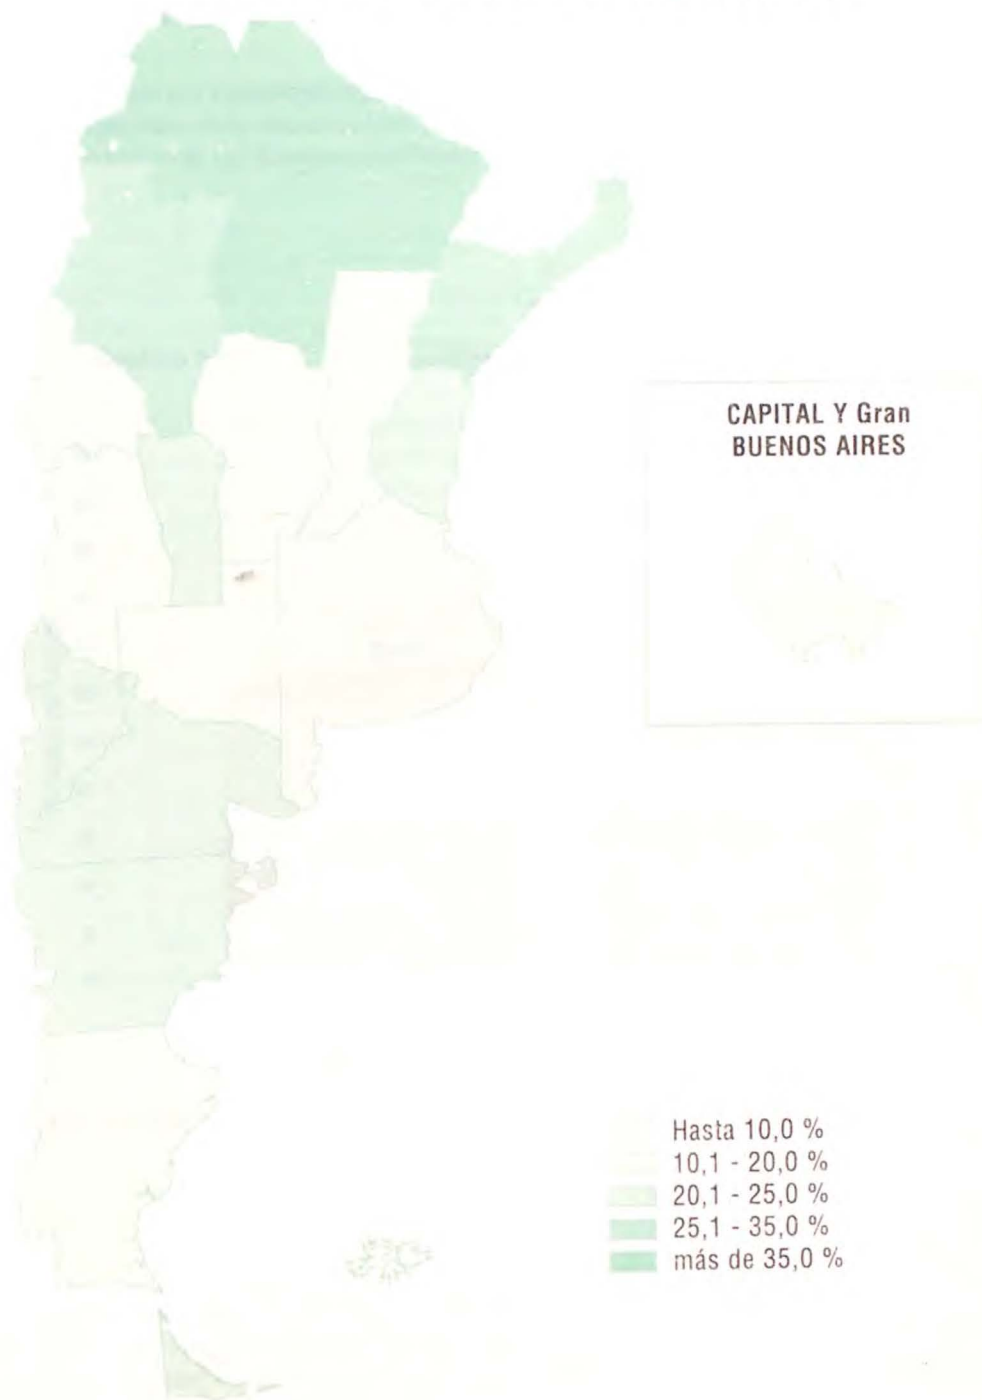 CAPITAL Y Gran
BUENOS AIRES
Hasta 10,0 %
10,1 - 20,0 %
20,1 - 25,0 %
25,1 - 35,0 %
más de 35,0 %